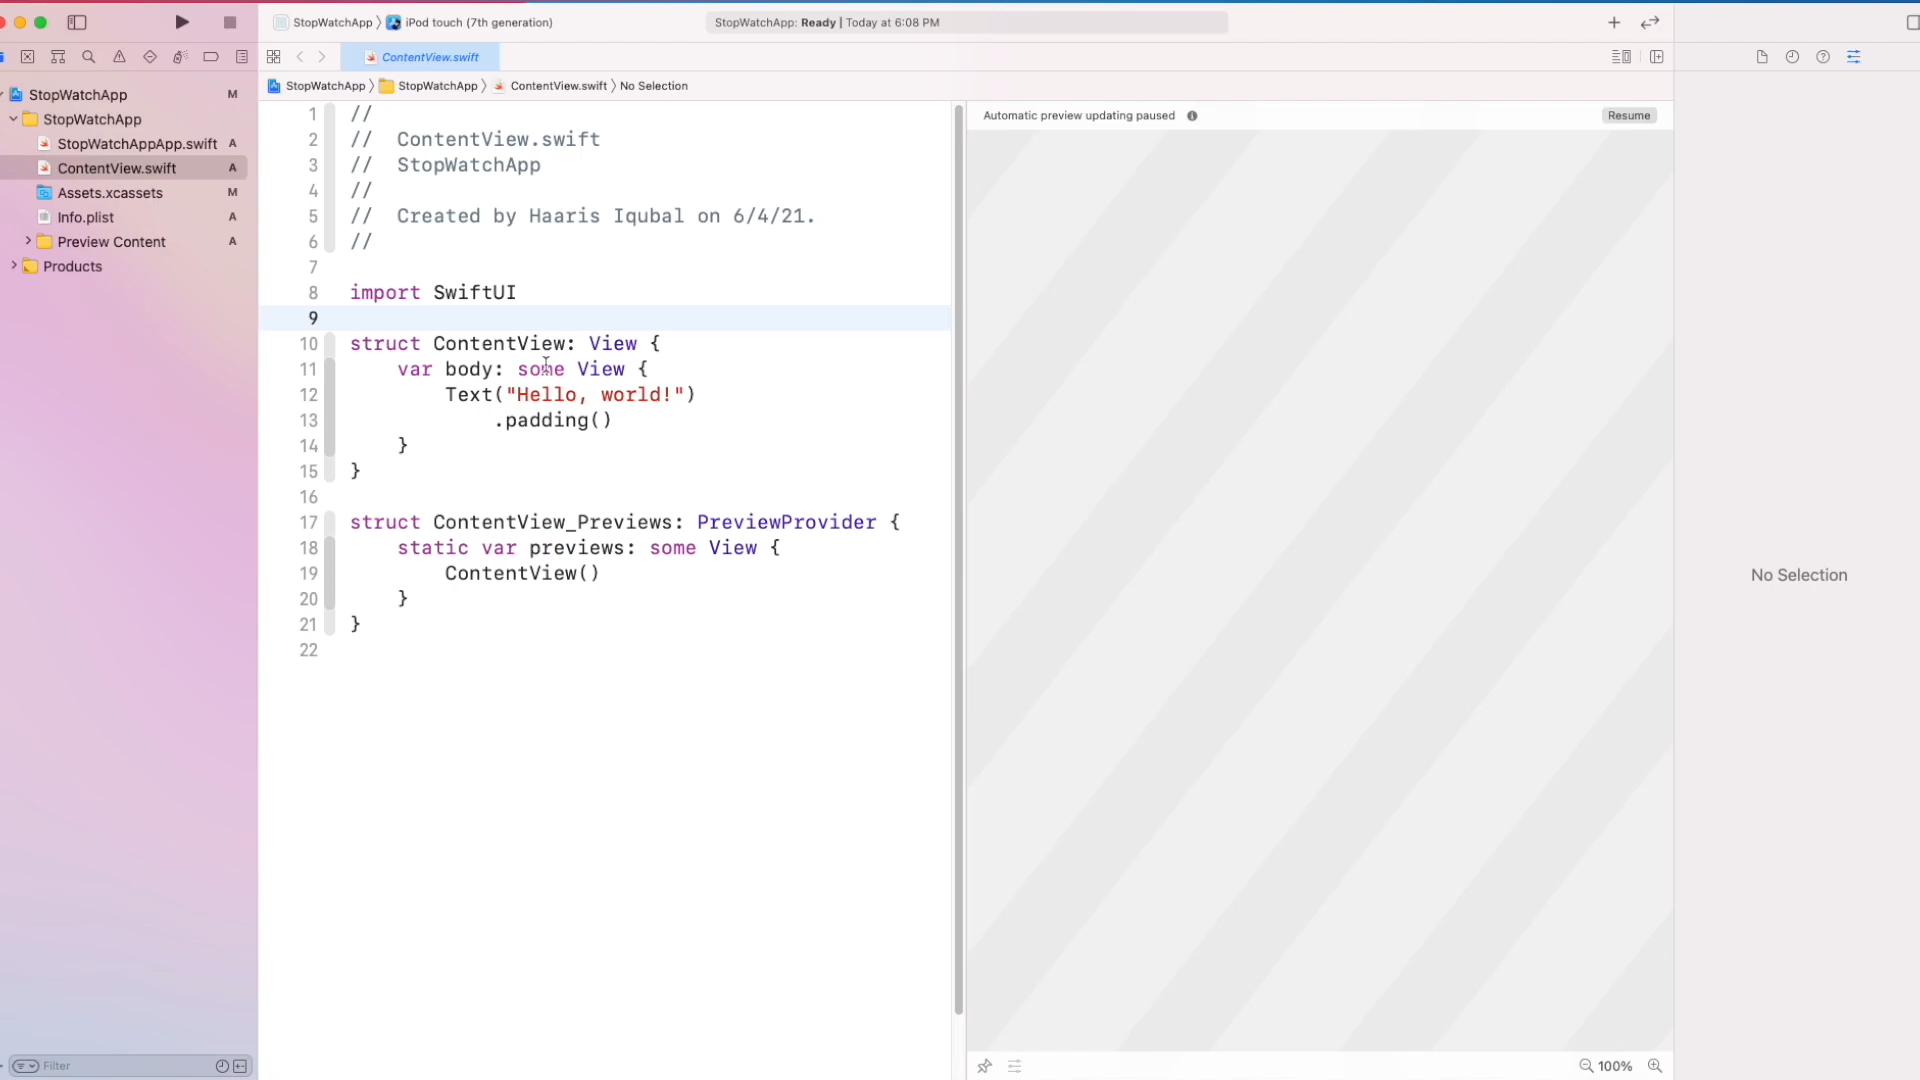 StopWatchApp 〉 iPod touch (7th generation)
StopWatchApp: Ready | Today at 6:08 PM
ContentView.swift
StopWatchApp 〉 StopWatchApp 〉 ContentView.swift 〉 No Selection
StopWatchApp M
StopWatchApp
StopWatchAppApp.swift A
ContentView.swift A
Assets.xcassets M
Info.plist A
Preview Content A
Products
Filter
1 //
2 //  ContentView.swift
3 //  StopWatchApp
4 //
5 //  Created by Haaris Iqubal on 6/4/21.
6 //
7
8 import SwiftUI
9
10 struct ContentView: View {
11     var body: some View {
12         Text("Hello, world!")
13             .padding()
14     }
15 }
16
17 struct ContentView_Previews: PreviewProvider {
18     static var previews: some View {
19         ContentView()
20     }
21 }
22
Automatic preview updating paused
Resume
100%
No Selection